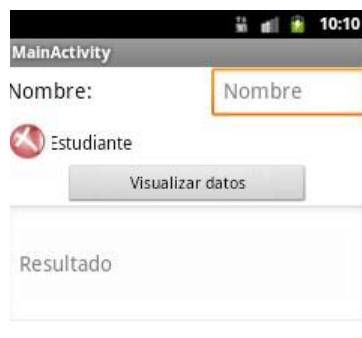 10:10
MainActivity
Nombre: Nombre
Estudiante
Visualizar datos
Resultado